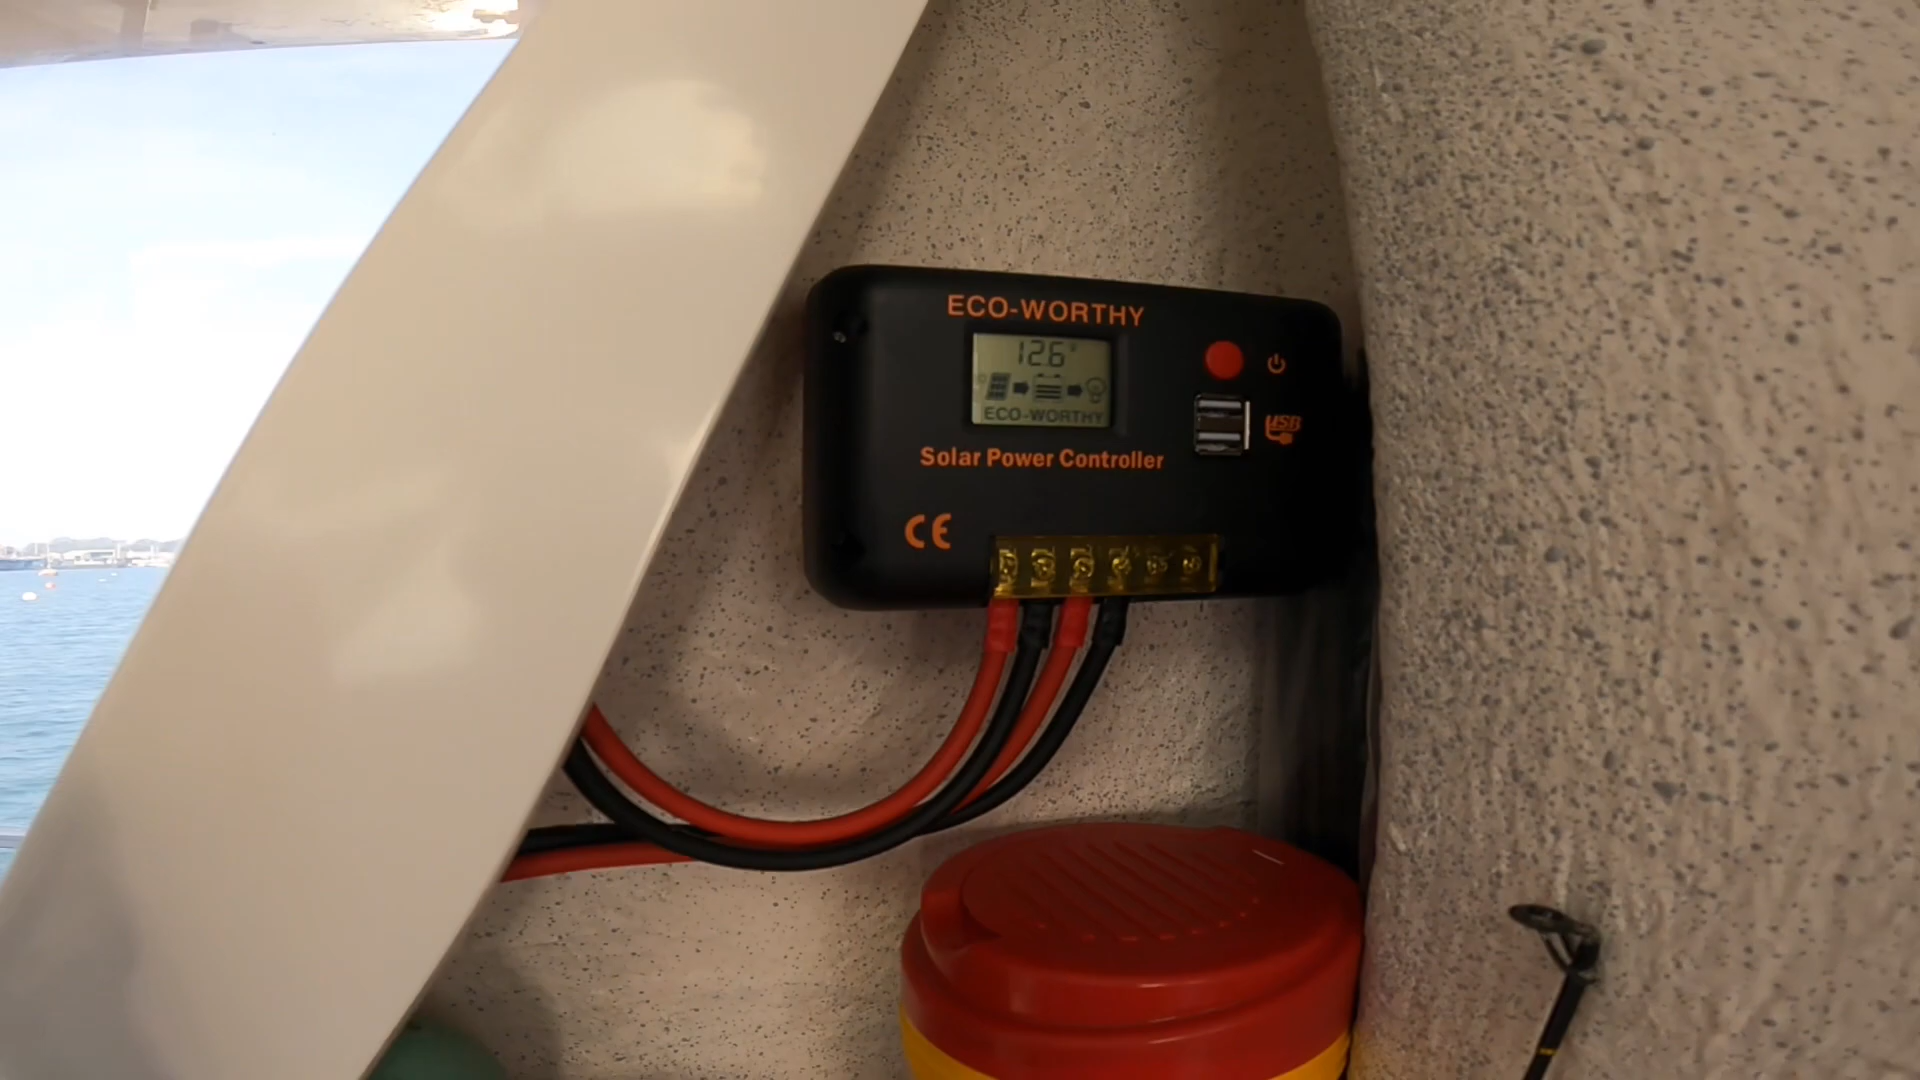 ECO-WORTHY
12.6
ECO-WORTHY
Solar Power Controller
USB
CE